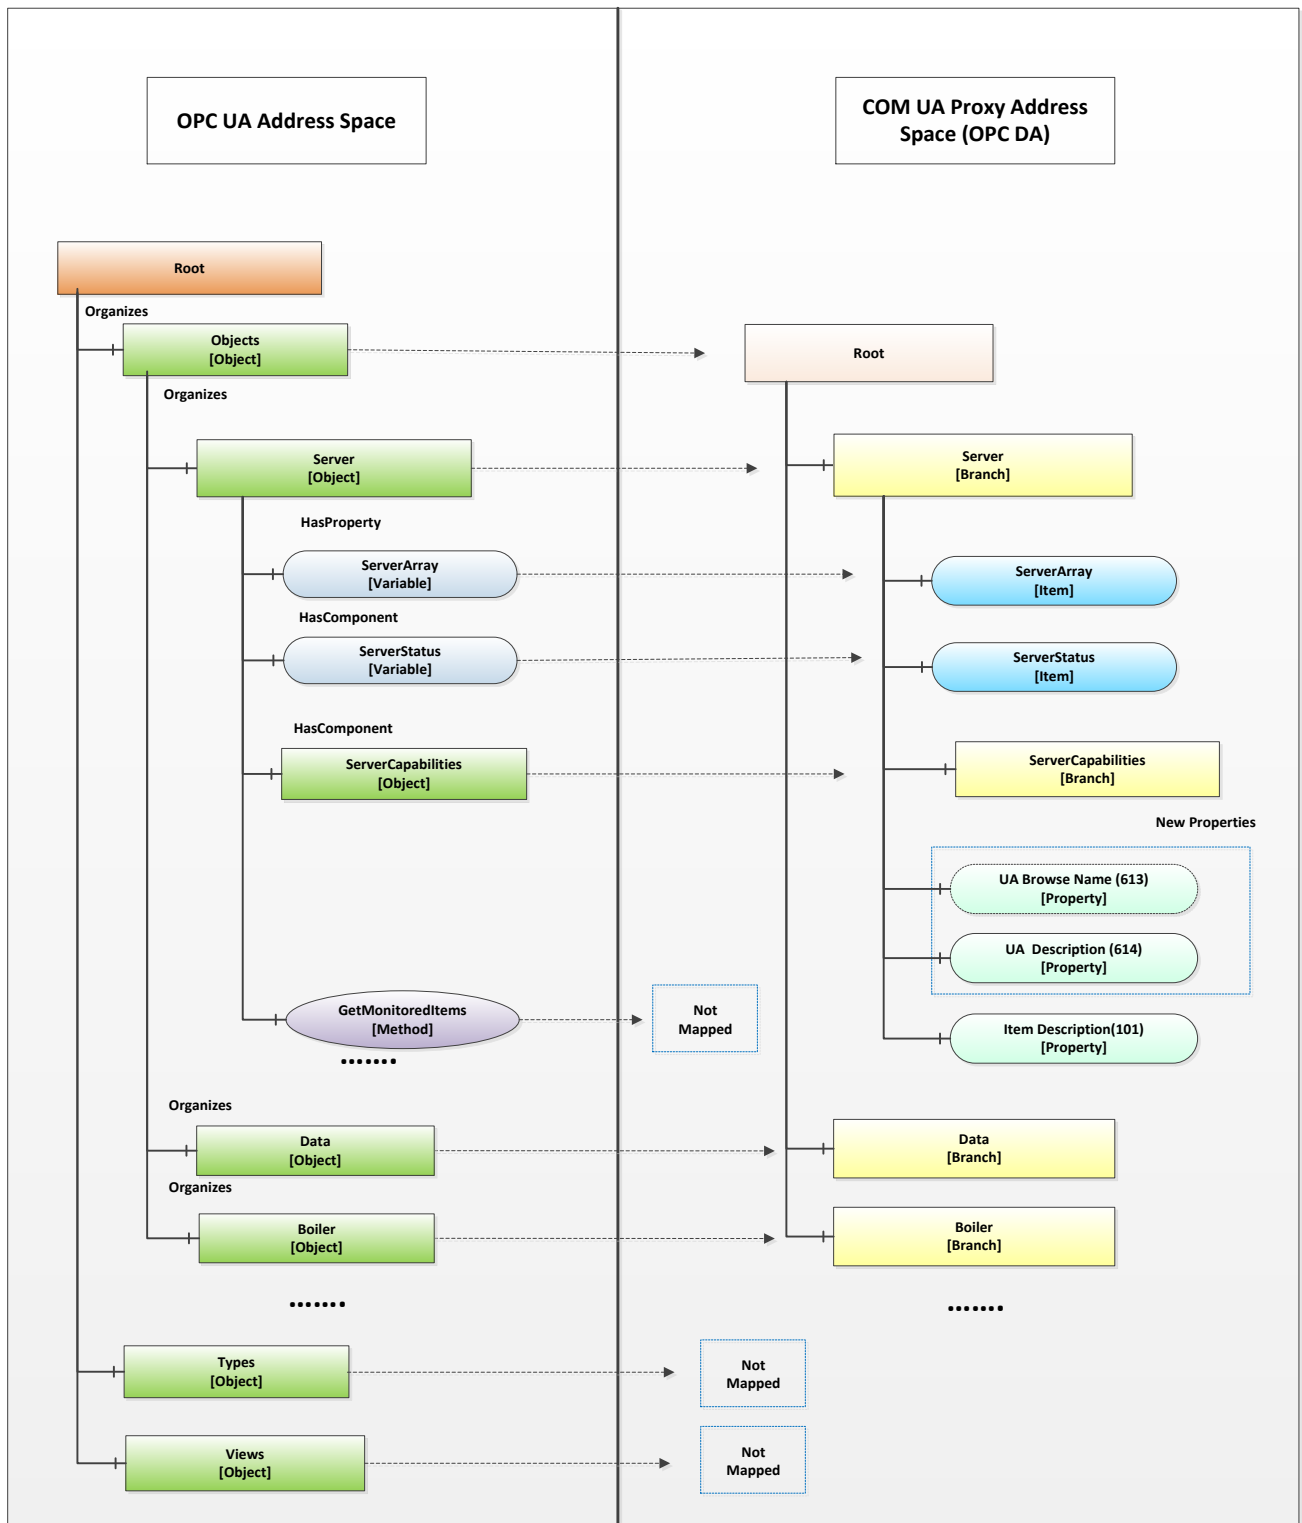 OPC UA Address Space
COM UA Proxy Address
Space (OPC DA)
Root
Organizes
Objects
[Object]
Root
Organizes
Server
[Object]
Server
[Branch]
HasProperty
ServerArray
[Variable]
ServerArray
[Item]
HasComponent
ServerStatus
[Variable]
ServerStatus
[Item]
HasComponent
ServerCapabilities
[Object]
ServerCapabilities
[Branch]
New Properties
UA Browse Name (613)
[Property]
UA  Description (614)
[Property]
GetMonitoredItems
[Method]
Not
Mapped
Item Description(101)
[Property]
.......
Organizes
Data
[Object]
Data
[Branch]
Organizes
Boiler
[Object]
Boiler
[Branch]
.......
.......
Types
[Object]
Not
Mapped
Views
[Object]
Not
Mapped